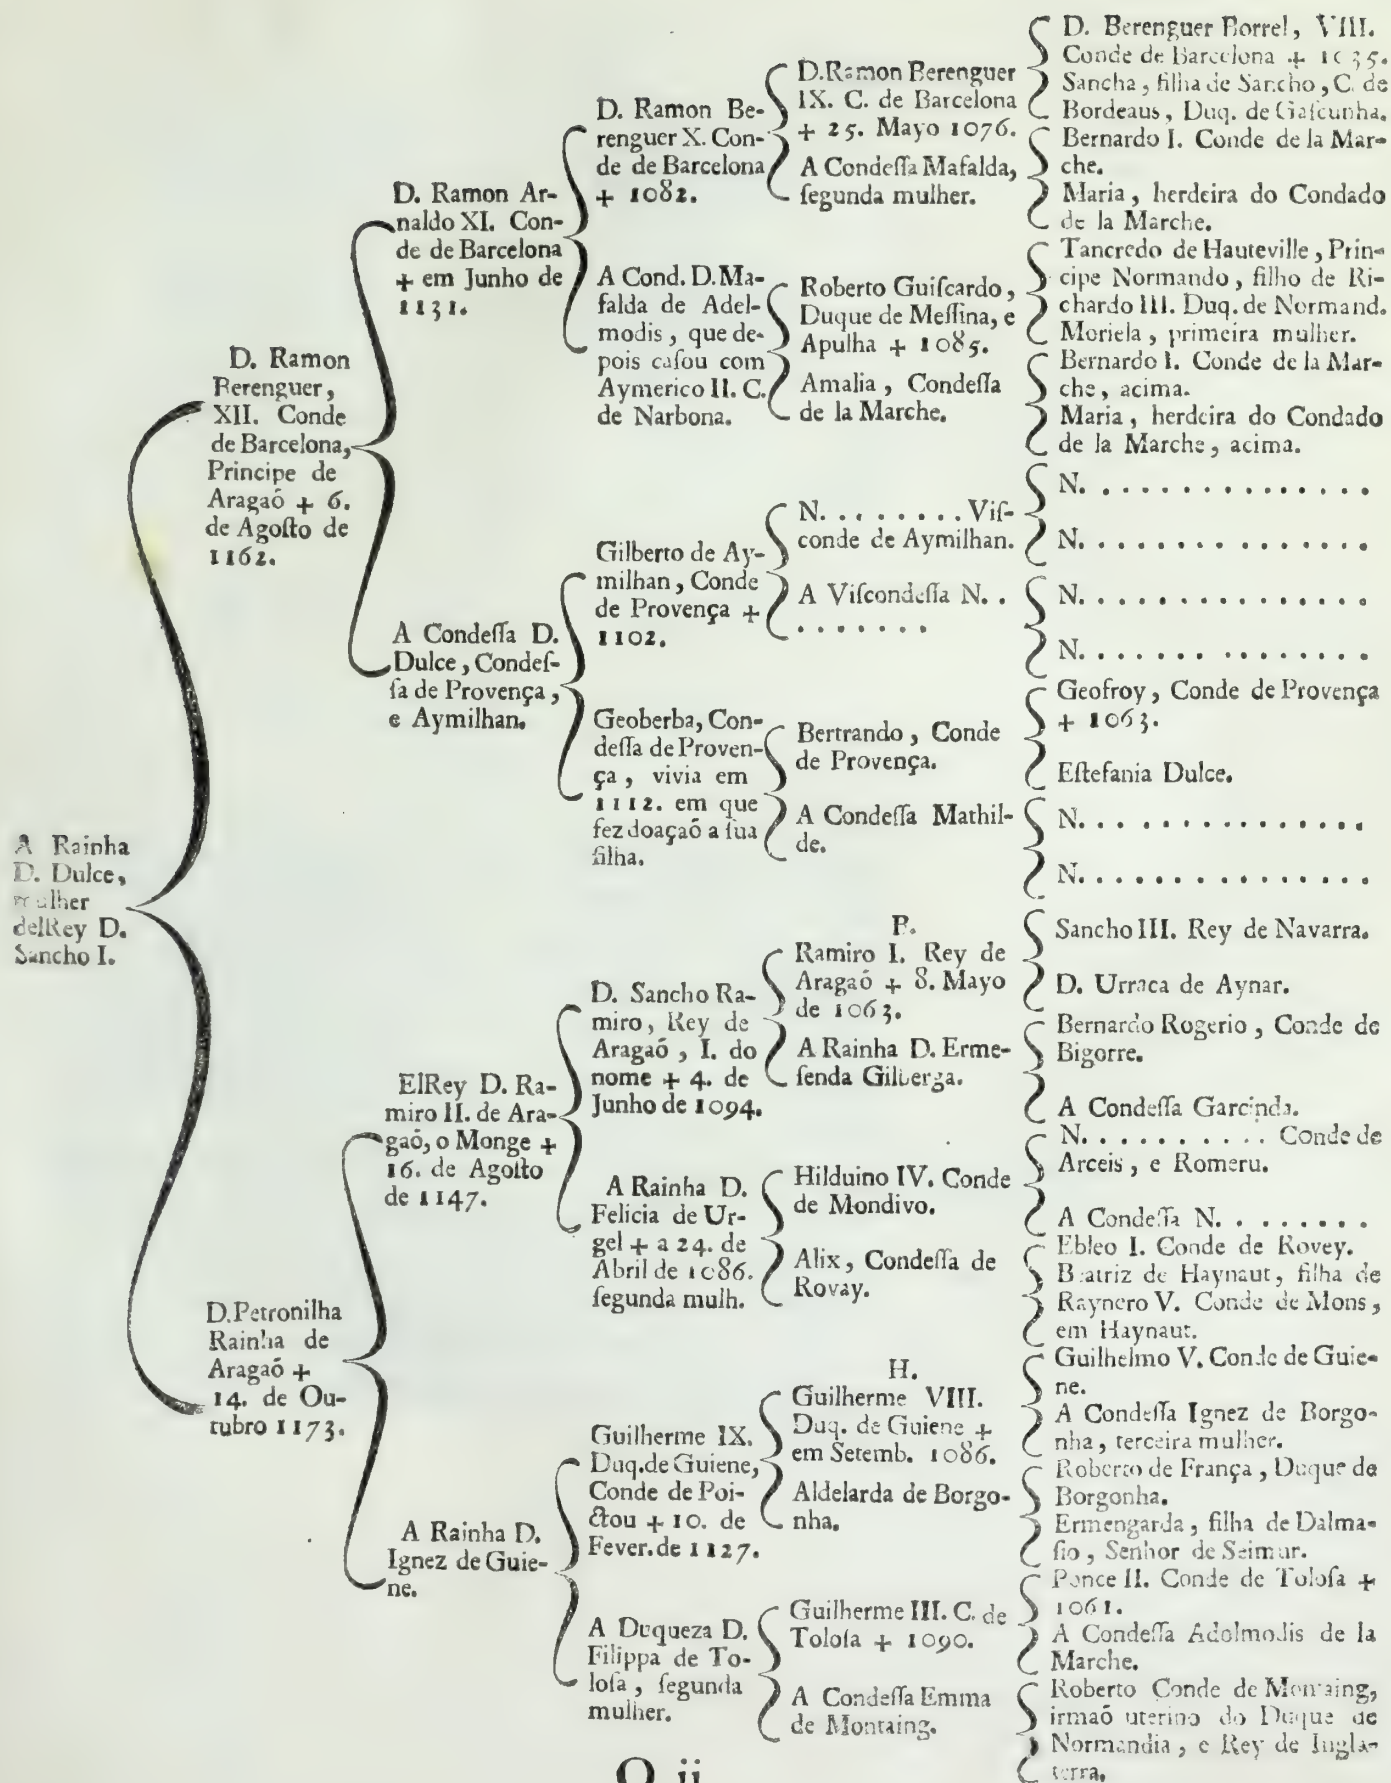 A Rainha
D. Dulce,
mulher
delRey D.
Sancho I.
D. Ramon
Berenguer,
XII. Conde
de Barcelona,
Principe de
Aragaõ + 6.
de Agoſto de
1162.
D. Petronilha
Rainha de
Aragaõ +
14. de Ou-
tubro 1173.
D. Ramon Ar-
naldo XI. Con-
de de Barcelona
+ em Junho de
1131.
A Condeſſa D.
Dulce, Condeſ-
ſa de Provença,
e Aymilhan.
ElRey D. Ra-
miro II. de Ara-
gaõ, o Monge +
16. de Agoſto
de 1147.
A Rainha D.
Ignez de Guie-
ne.
D. Ramon Be-
renguer X. Con-
de de Barcelona
+ 1082.
A Cond. D. Ma-
falda de Adel-
modis, que de-
pois caſou com
Aymerico II. C.
de Narbona.
Gilberto de Ay-
milhan, Conde
de Provença +
1102.
Geoberba, Con-
deſſa de Proven-
ça, vivia em
1112. em que
fez doaçaõ a ſua
filha.
D. Sancho Ra-
miro, Rey de
Aragaõ, I. do
nome + 4. de
Junho de 1094.
A Rainha D.
Felicia de Ur-
gel + a 24. de
Abril de 1086.
ſegunda mulh.
Guilherme IX.
Duq. de Guiene,
Conde de Poi-
ctou + 10. de
Fever. de 1127.
A Duqueza D.
Filippa de To-
loſa, ſegunda
mulher.
D. Ramon Berenguer
IX. C. de Barcelona
+ 25. Mayo 1076.
A Condeſſa Mafalda,
ſegunda mulher.
Roberto Guiſcardo,
Duque de Meſſina, e
Apulha + 1085.
Amalia, Condeſſa
de la Marche.
N. . . . . . . . Viſ-
conde de Aymilhan.
A Viſcondeſſa N. . .
. . . . . . .
Bertrando, Conde
de Provença.
A Condeſſa Mathil-
de.
P.
Ramiro I. Rey de
Aragaõ + 8. Mayo
de 1063.
A Rainha D. Erme-
ſenda Gilberga.
Hilduino IV. Conde
de Mondivo.
Alix, Condeſſa de
Rovay.
H.
Guilherme VIII.
Duq. de Guiene +
em Setemb. 1086.
Aldelarda de Borgo-
nha.
Guilherme III. C. de
Toloſa + 1090.
A Condeſſa Emma
de Montaing.
D. Berenguer Borrel, VIII.
Conde de Barcelona + 1035.
Sancha, filha de Sancho, C. de
Bordeaus, Duq. de Gaſcunha.
Bernardo I. Conde de la Mar-
che.
Maria, herdeira do Condado
de la Marche.
Tancredo de Hauteville, Prin-
cipe Normando, filho de Ri-
chardo III. Duq. de Normand.
Moriela, primeira mulher.
Bernardo I. Conde de la Mar-
che, acima.
Maria, herdeira do Condado
de la Marche, acima.
N. . . . . . . . . . . . . . .
N. . . . . . . . . . . . . . .
N. . . . . . . . . . . . . . .
N. . . . . . . . . . . . . . .
Geofroy, Conde de Provença
+ 1063.
Eſtefania Dulce.
N. . . . . . . . . . . . . . .
N. . . . . . . . . . . . . . .
Sancho III. Rey de Navarra.
D. Urraca de Aynar.
Bernardo Rogerio, Conde de
Bigorre.
A Condeſſa Garcinda.
N. . . . . . . . . . Conde de
Arceis, e Romeru.
A Condeſſa N. . . . . . . .
Ebleo I. Conde de Rovey.
Beatriz de Haynaut, filha de
Raynero V. Conde de Mons,
em Haynaut.
Guilhelmo V. Conde de Guie-
ne.
A Condeſſa Ignez de Borgo-
nha, terceira mulher.
Roberto de França, Duque de
Borgonha.
Ermengarda, filha de Dalma-
ſio, Senhor de Seimur.
Ponce II. Conde de Toloſa +
1061.
A Condeſſa Adolmodis de la
Marche.
Roberto Conde de Montaing,
irmaõ uterino do Duque de
Normandia, e Rey de Ingla-
terra.
O ii